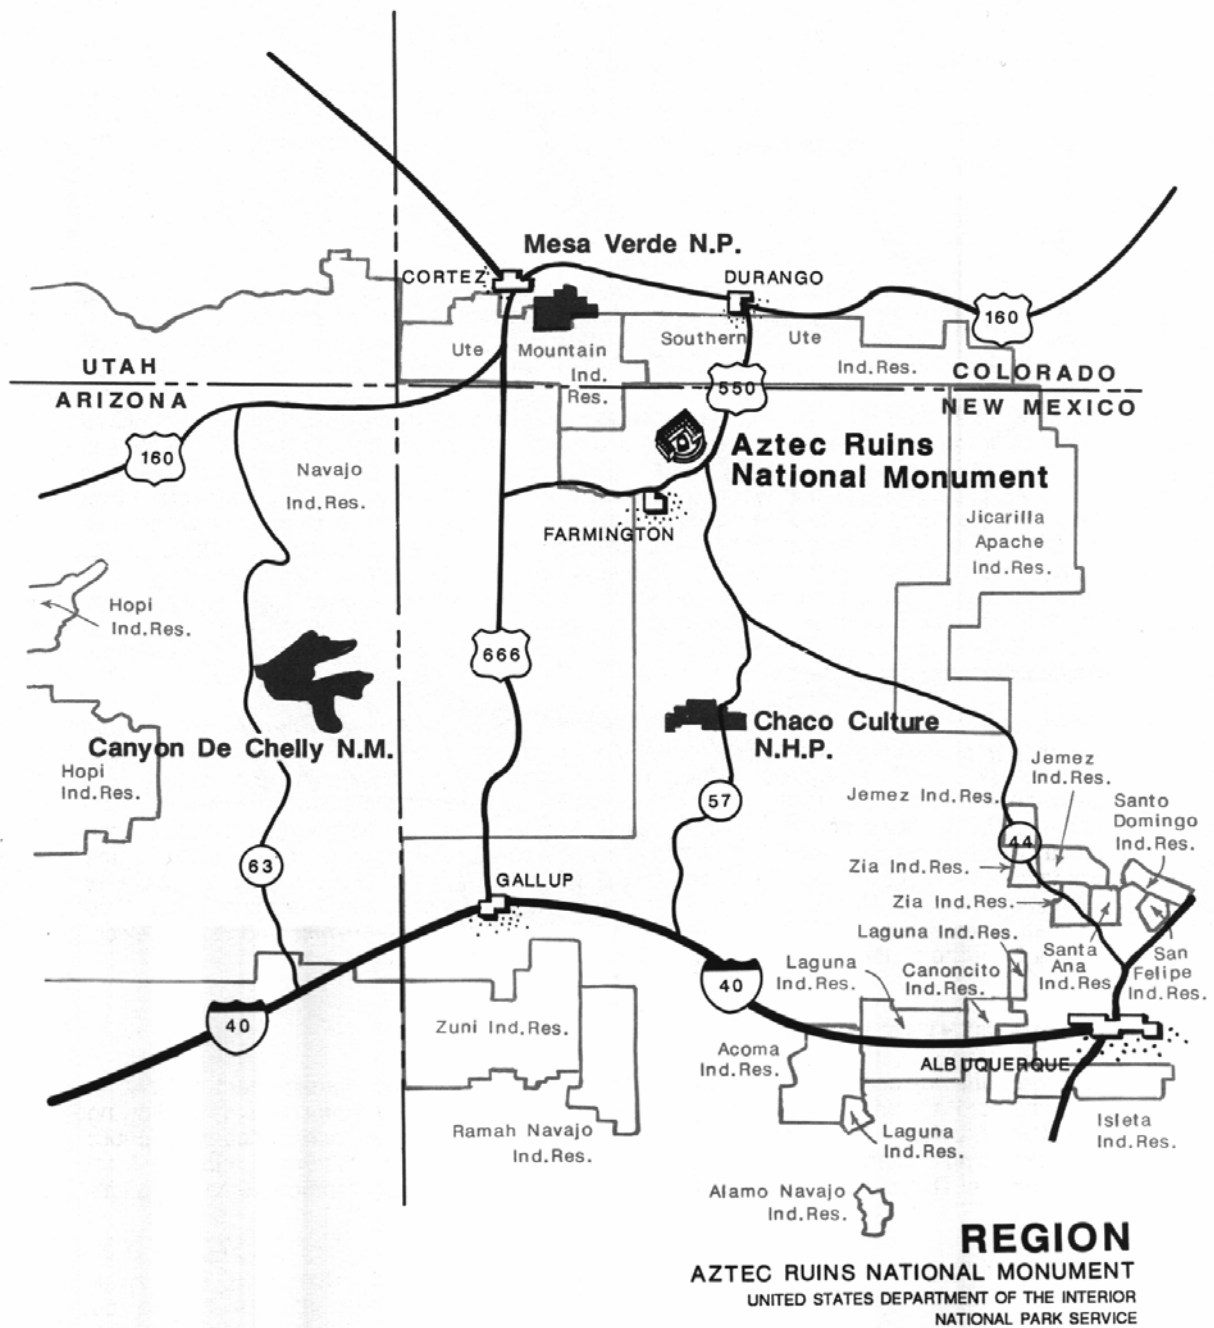 Mesa Verde N.P.
CORTEZ
DURANGO
160
Ute
Mountain
Ind.
Res.
Southern
Ute
Ind.Res.
UTAH
COLORADO
ARIZONA
NEW MEXICO
550
160
Navajo
Ind.Res.
Aztec Ruins
National Monument
FARMINGTON
Jicarilla
Apache
Ind.Res.
Hopi
Ind.Res.
666
Canyon De Chelly N.M.
Chaco Culture
N.H.P.
Hopi
Ind.Res.
57
Jemez Ind.Res.
Jemez
Ind.Res.
Santo
Domingo
Ind.Res.
44
63
Zia Ind.Res.
Zia Ind.Res.
GALLUP
Laguna Ind.Res.
Laguna
Ind.Res.
Canoncito
Ind.Res.
Santa
Ana
Ind.Res.
San
Felipe
Ind.Res.
40
40
Zuni Ind.Res.
Acoma
Ind.Res.
ALBUQUERQUE
Ramah Navajo
Ind.Res.
Laguna
Ind.Res.
Isleta
Ind.Res.
Alamo Navajo
Ind.Res.
REGION
AZTEC RUINS NATIONAL MONUMENT
UNITED STATES DEPARTMENT OF THE INTERIOR
NATIONAL PARK SERVICE